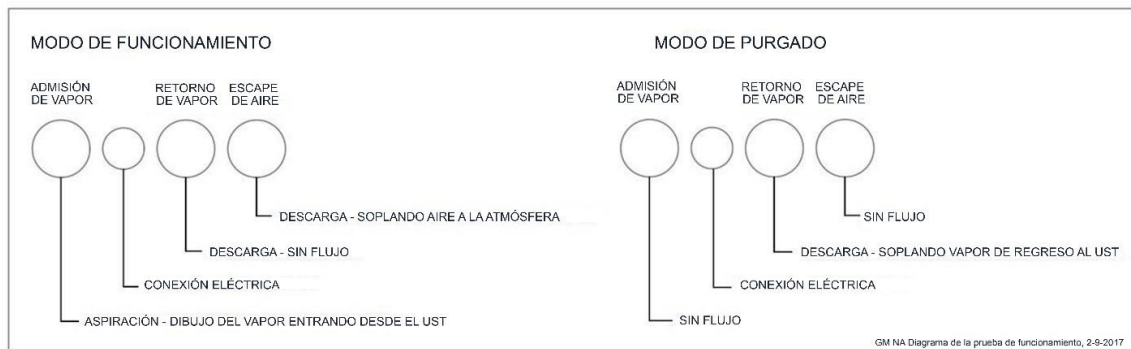 MODO DE FUNCIONAMIENTO
ADMISIÓN
DE VAPOR
RETORNO
DE VAPOR
ESCAPE
DE AIRE
DESCARGA - SOPLANDO AIRE A LA ATMÓSFERA
DESCARGA - SIN FLUJO
CONEXIÓN ELÉCTRICA
ASPIRACIÓN - DIBUJO DEL VAPOR ENTRANDO DESDE EL UST
MODO DE PURGADO
ADMISIÓN
DE VAPOR
RETORNO
DE VAPOR
ESCAPE
DE AIRE
SIN FLUJO
DESCARGA - SOPLANDO VAPOR DE REGRESO AL UST
CONEXIÓN ELÉCTRICA
SIN FLUJO
GM NA Diagrama de la prueba de funcionamiento, 2-9-2017